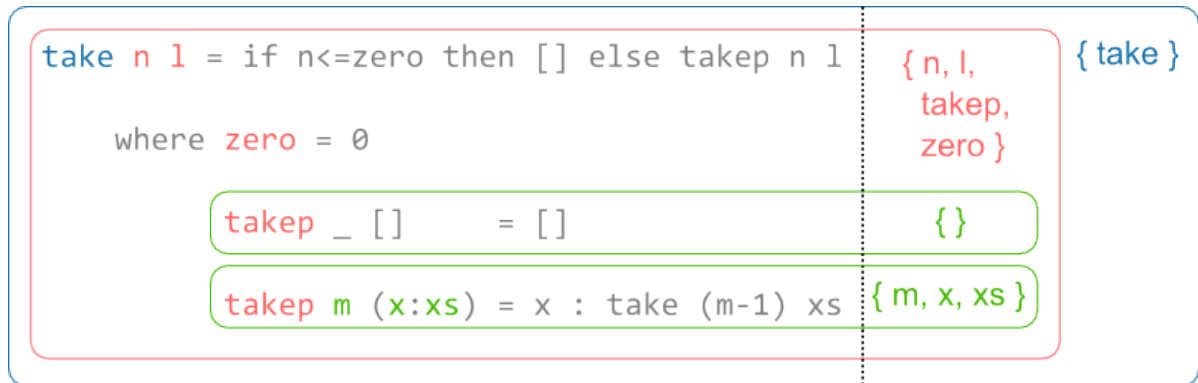 take n l = if n<=zero then [] else takep n l { n, l, { take }
takep,
where zero = 0 zero }
takep _ [] = [] { }
takep m (x:xs) = x : take (m-1) xs { m, x, xs }